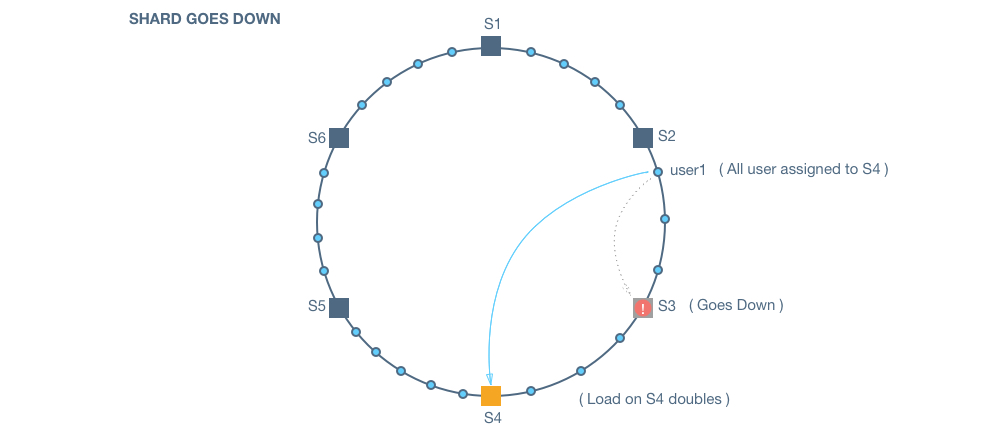 SHARD GOES DOWN
S1
S6
S2
user1 ( All user assigned to S4 )
S5
!
S3 ( Goes Down )
( Load on S4 doubles )
S4